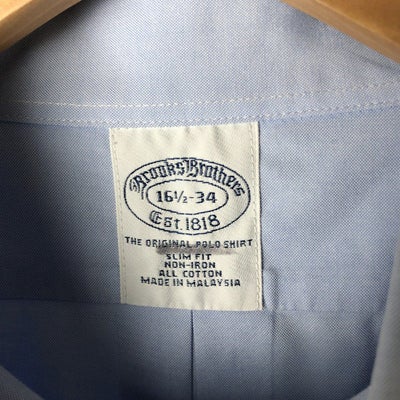 Brooks Brothers
16½-34
Est. 1818
THE ORIGINAL POLO SHIRT
SLIM FIT
NON-IRON
ALL COTTON
MADE IN MALAYSIA